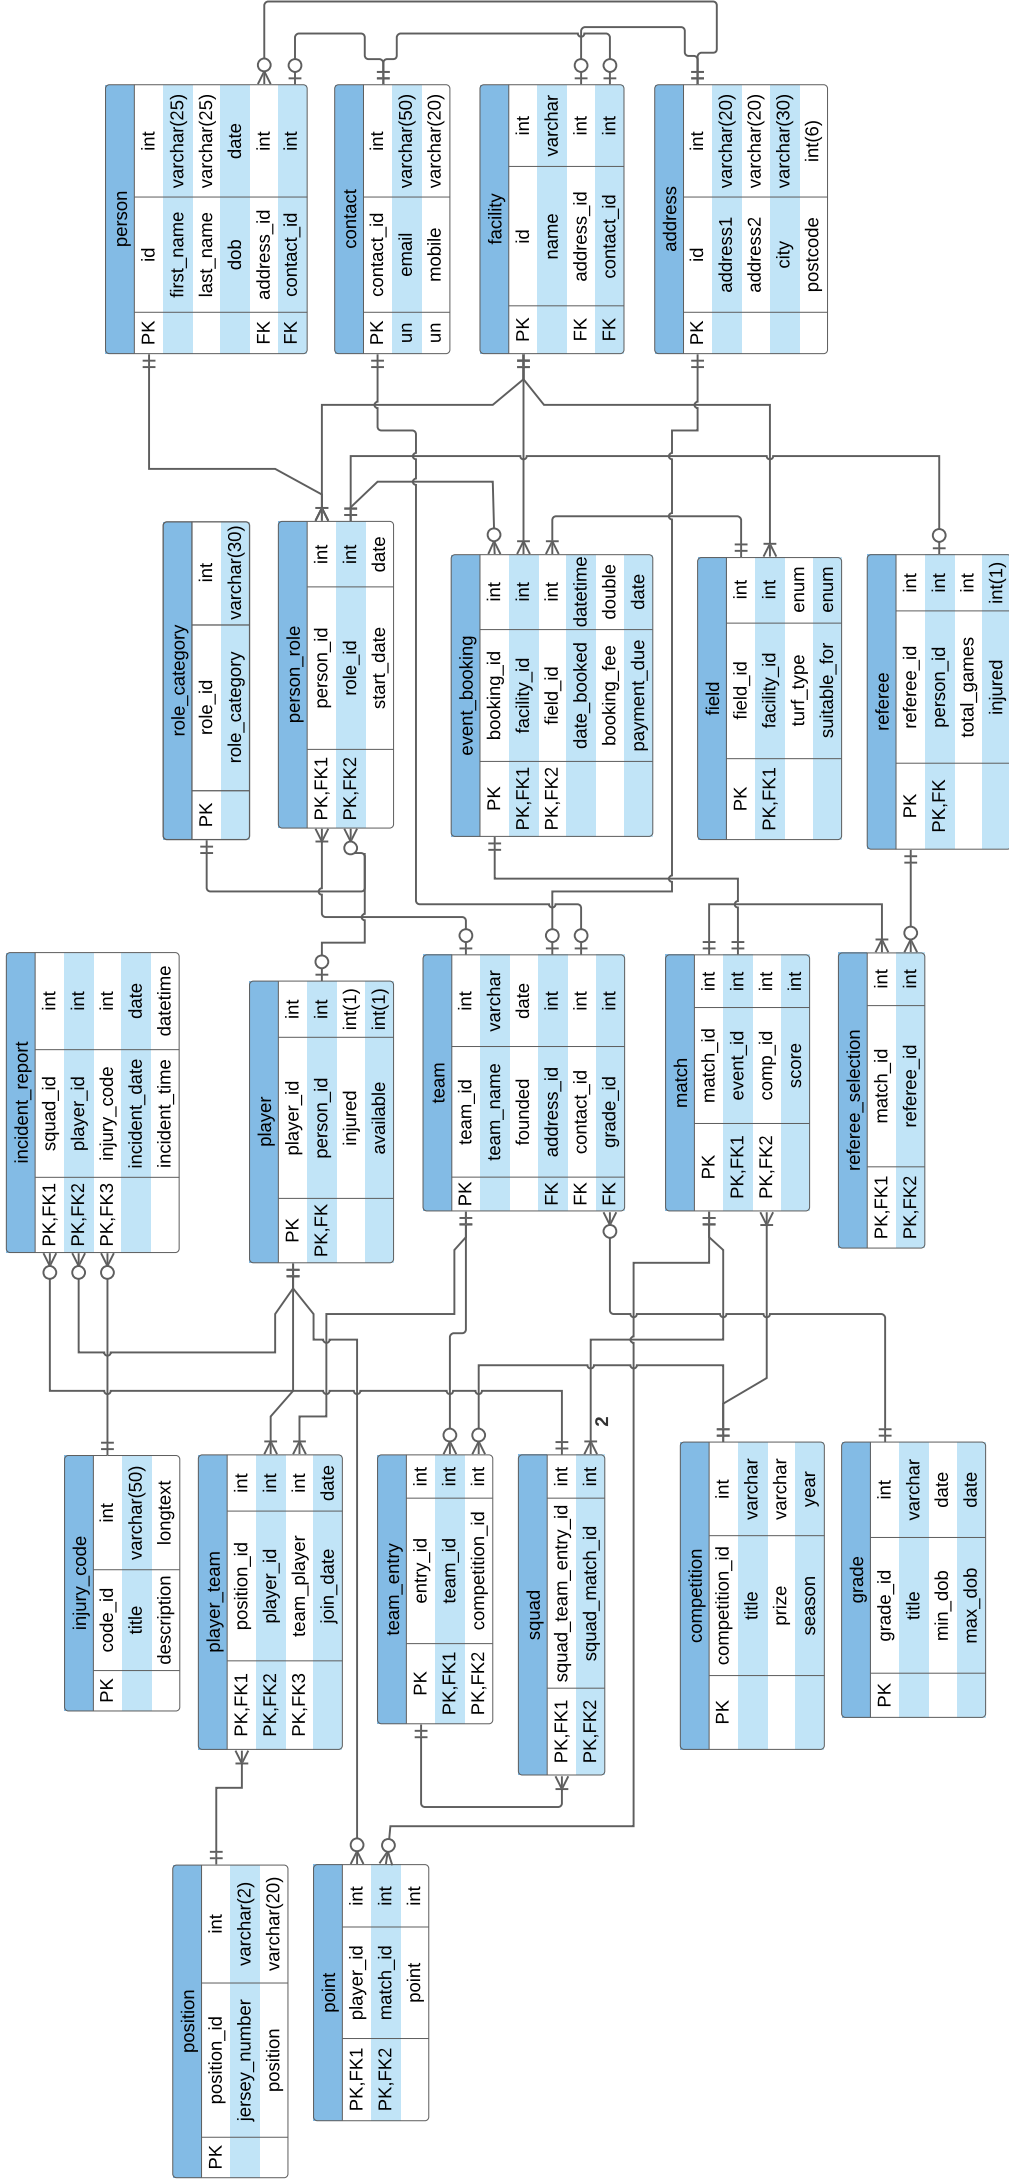 person
PK id int
first_name varchar(25)
last_name varchar(25)
dob date
FK address_id int
FK contact_id int
contact
PK contact_id int
un email varchar(50)
un mobile varchar(20)
facility
PK id int
name varchar
FK address_id int
FK contact_id int
address
PK id int
address1 varchar(20)
address2 varchar(20)
city varchar(30)
postcode int(6)
role_category
PK role_id int
role_category varchar(30)
person_role
PK,FK1 person_id int
PK,FK2 role_id int
start_date date
event_booking
PK booking_id int
PK,FK1 facility_id int
PK,FK2 field_id int
date_booked datetime
booking_fee double
payment_due date
field
PK field_id int
PK,FK1 facility_id int
turf_type enum
suitable_for enum
referee
PK referee_id int
PK,FK person_id int
total_games int
injured int(1)
incident_report
PK,FK1 squad_id int
PK,FK2 player_id int
PK,FK3 injury_code int
incident_date date
incident_time datetime
player
PK player_id int
PK,FK person_id int
injured int(1)
available int(1)
team
PK team_id int
team_name varchar
founded date
FK address_id int
FK contact_id int
FK grade_id int
match
PK match_id int
PK,FK1 event_id int
PK,FK2 comp_id int
score int
referee_selection
PK,FK1 match_id int
PK,FK2 referee_id int
injury_code
PK code_id int
title varchar(50)
description longtext
player_team
PK,FK1 position_id int
PK,FK2 player_id int
PK,FK3 team_player int
join_date date
team_entry
PK entry_id int
PK,FK1 team_id int
PK,FK2 competition_id int
squad
PK,FK1 squad_team_entry_id int
PK,FK2 squad_match_id int
2
competition
PK competition_id int
title varchar
prize varchar
season year
grade
PK grade_id int
title varchar
min_dob date
max_dob date
position
PK position_id int
jersey_number varchar(2)
position varchar(20)
point
PK,FK1 player_id int
PK,FK2 match_id int
point int